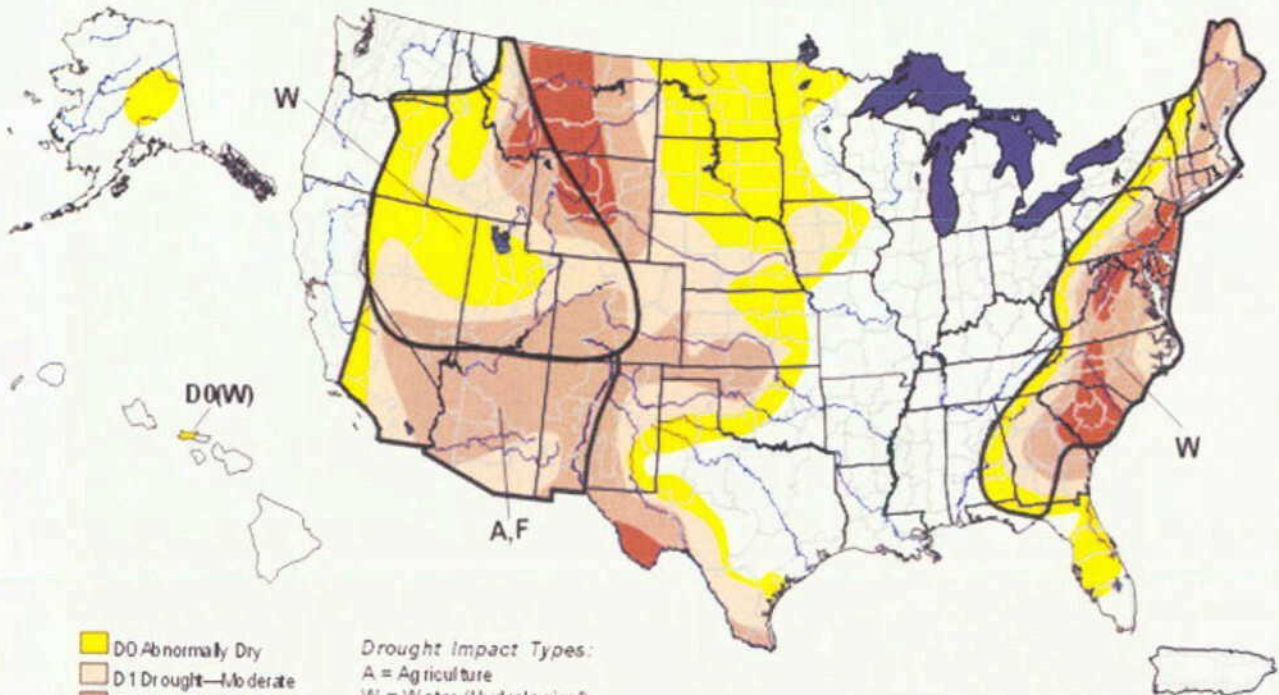 W
D0(W)
W
A,F
D0 Abnormally Dry
D1 Drought—Moderate
Drought Impact Types:
A = Agriculture